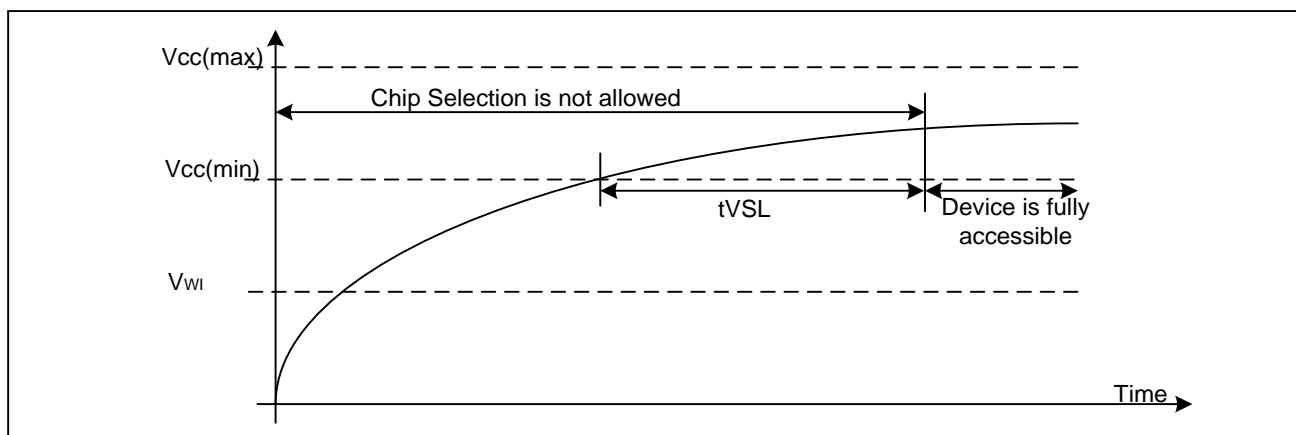 Vcc(max)
Chip Selection is not allowed
Vcc(min)
tVSL
Device is fully
accessible
VWI
Time